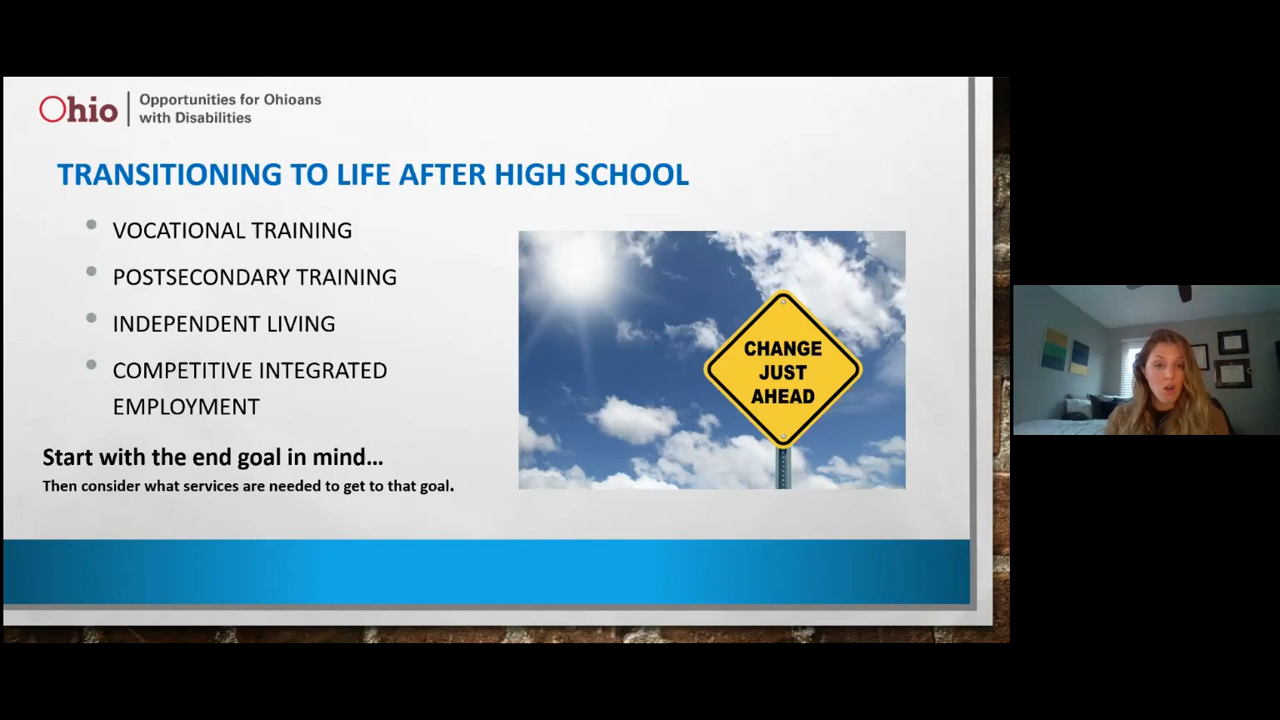 Ohio
Opportunities for Ohioans
with Disabilities
TRANSITIONING TO LIFE AFTER HIGH SCHOOL
VOCATIONAL TRAINING
POSTSECONDARY TRAINING
INDEPENDENT LIVING
COMPETITIVE INTEGRATED
EMPLOYMENT
Start with the end goal in mind...
Then consider what services are needed to get to that goal.
CHANGE
JUST
AHEAD